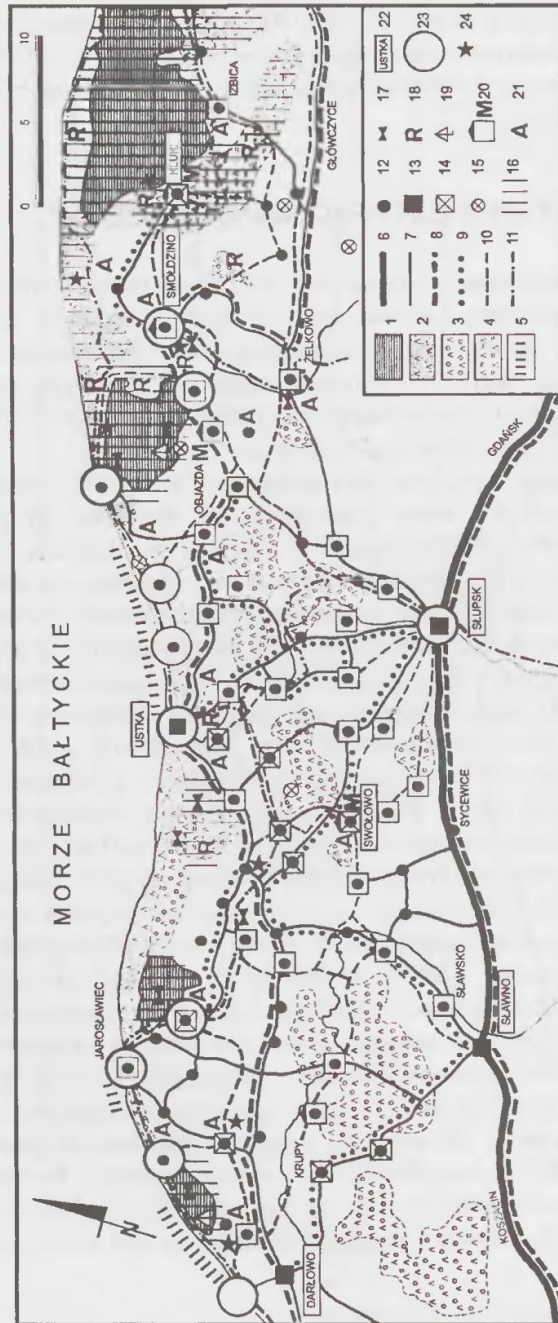 MORZE BAŁTYCKIE
N
0 5 10
JAROSŁAWIEC
USTKA
OBJAZDA
SMOŁDZINO
KLUKI
IZBICA
GŁÓWCZYCE
ŻELKOWO
SWOŁOWO
DARŁOWO
KRUPY
SŁAWSKO
SŁAWNO
SYCEWICE
SŁUPSK
KOSZALIN
GDAŃSK
R
R
R
R
R
R
A
A
A
A
A
A
A
A
A
M
M
M
1
2
3
4
5
6
7
8
9
10
11
12
13
14
15
16
17
R 18
19
M 20
A 21
USTKA 22
23
24